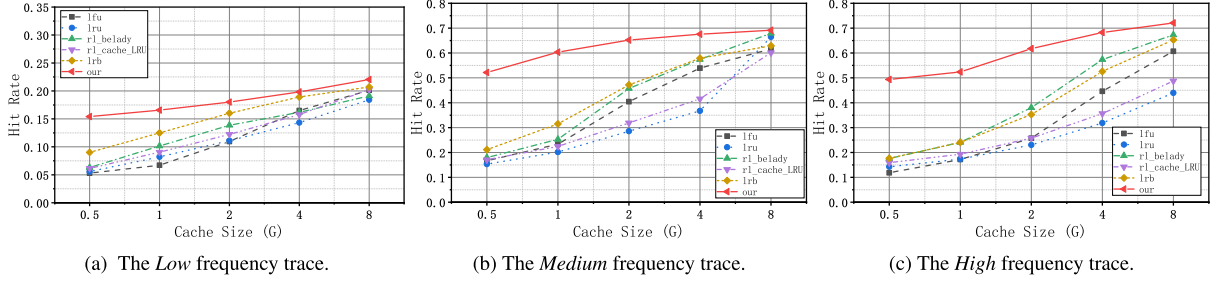 0.35
0.30
0.25
0.20
0.15
0.10
0.05
0.00
Hit Rate
lfu
lru
rl_belady
rl_cache_LRU
lrb
our
0.5 1 2 4 8
Cache Size (G)
(a) The Low frequency trace.
0.8
0.7
0.6
0.5
0.4
0.3
0.2
0.1
0.0
Hit Rate
lfu
lru
rl_belady
rl_cache_LRU
lrb
our
0.5 1 2 4 8
Cache Size (G)
(b) The Medium frequency trace.
0.8
0.7
0.6
0.5
0.4
0.3
0.2
0.1
0.0
Hit Rate
lfu
lru
rl_belady
rl_cache_LRU
lrb
our
0.5 1 2 4 8
Cache Size (G)
(c) The High frequency trace.